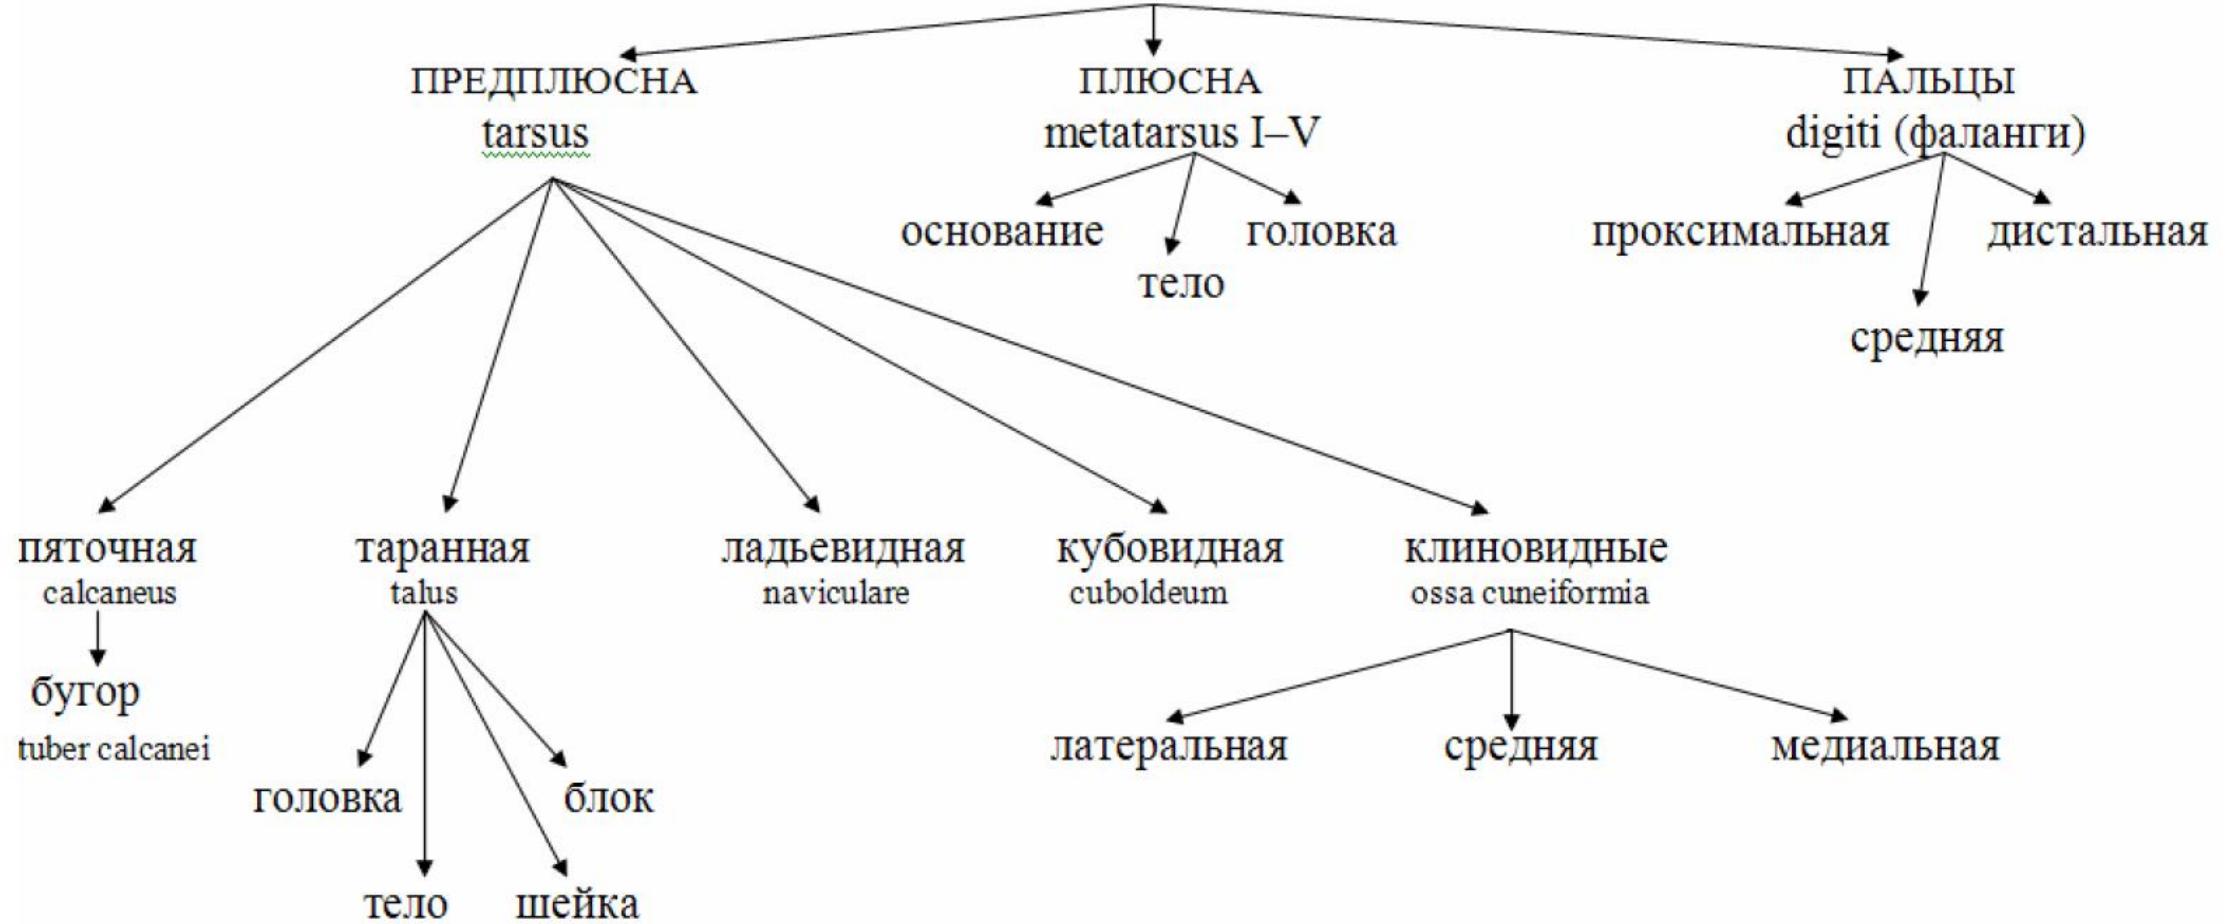 ПРЕДПЛЮСНА
tarsus
ПЛЮСНА
metatarsus I–V
ПАЛЬЦЫ
digiti (фаланги)
основание
тело
головка
проксимальная
средняя
дистальная
пяточная
calcaneus
таранная
talus
ладьевидная
naviculare
кубовидная
cuboldeum
клиновидные
ossa cuneiformia
бугор
tuber calcanei
головка
тело
шейка
блок
латеральная
средняя
медиальная